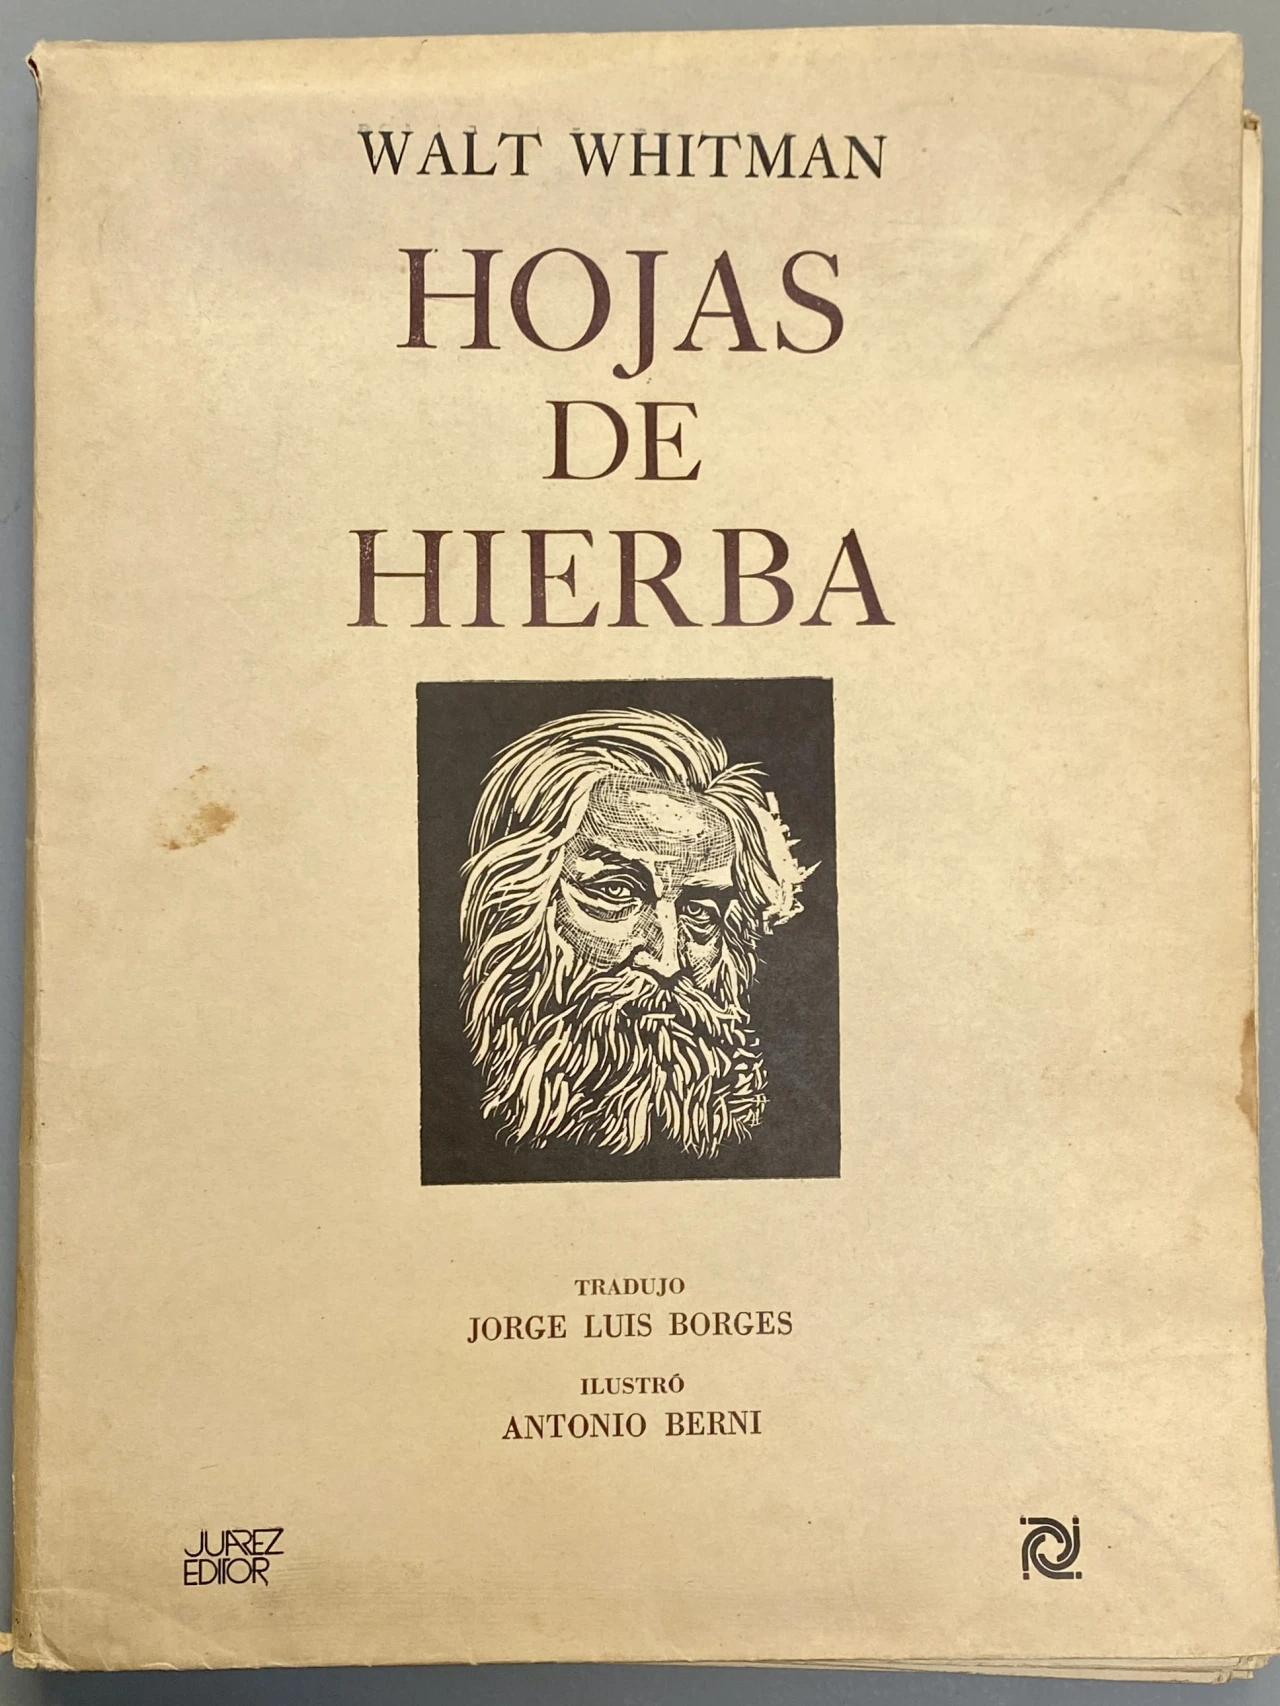 WALT WHITMAN
HOJAS
DE
HIERBA
TRADUJO
JORGE LUIS BORGES
ILUSTRÓ
ANTONIO BERNI
JUAREZ
EDITOR